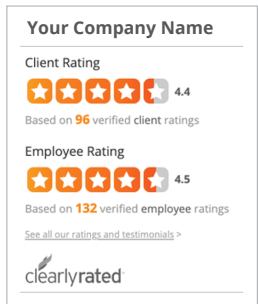 Your Company Name
Client Rating
4.4
Based on 96 verified client ratings
Employee Rating
4.5
Based on 132 verified employee ratings
See all our ratings and testimonials >
clearlyrated